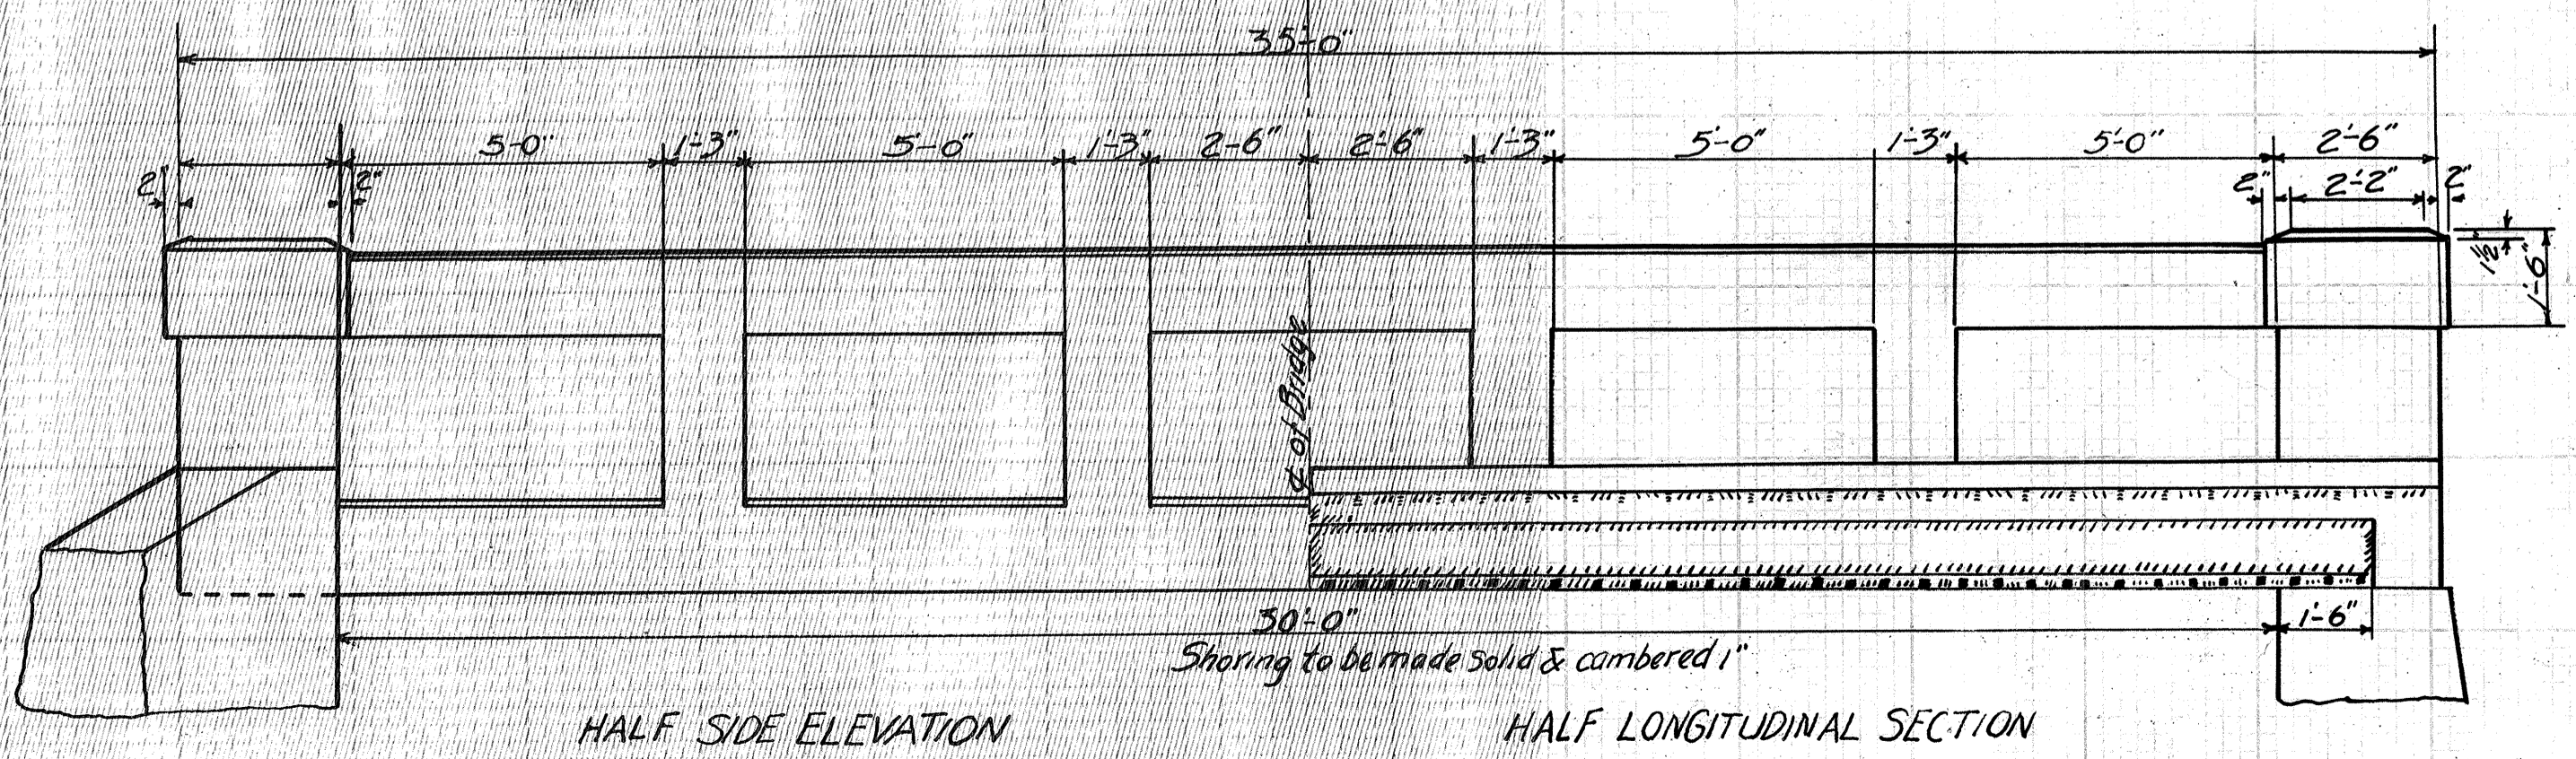 35'-0"
5'-0" 1'-3" 5'-0" 1'-3" 2'-6" 2'-6" 1'-3" 5'-0" 1'-3" 5'-0" 2'-6"
2" 2" 2" 2'-2" 2"
1½"
1'-6"
℄ of Bridge
30'-0"
1'-6"
Shoring to be made solid & cambered 1"
HALF SIDE ELEVATION
HALF LONGITUDINAL SECTION